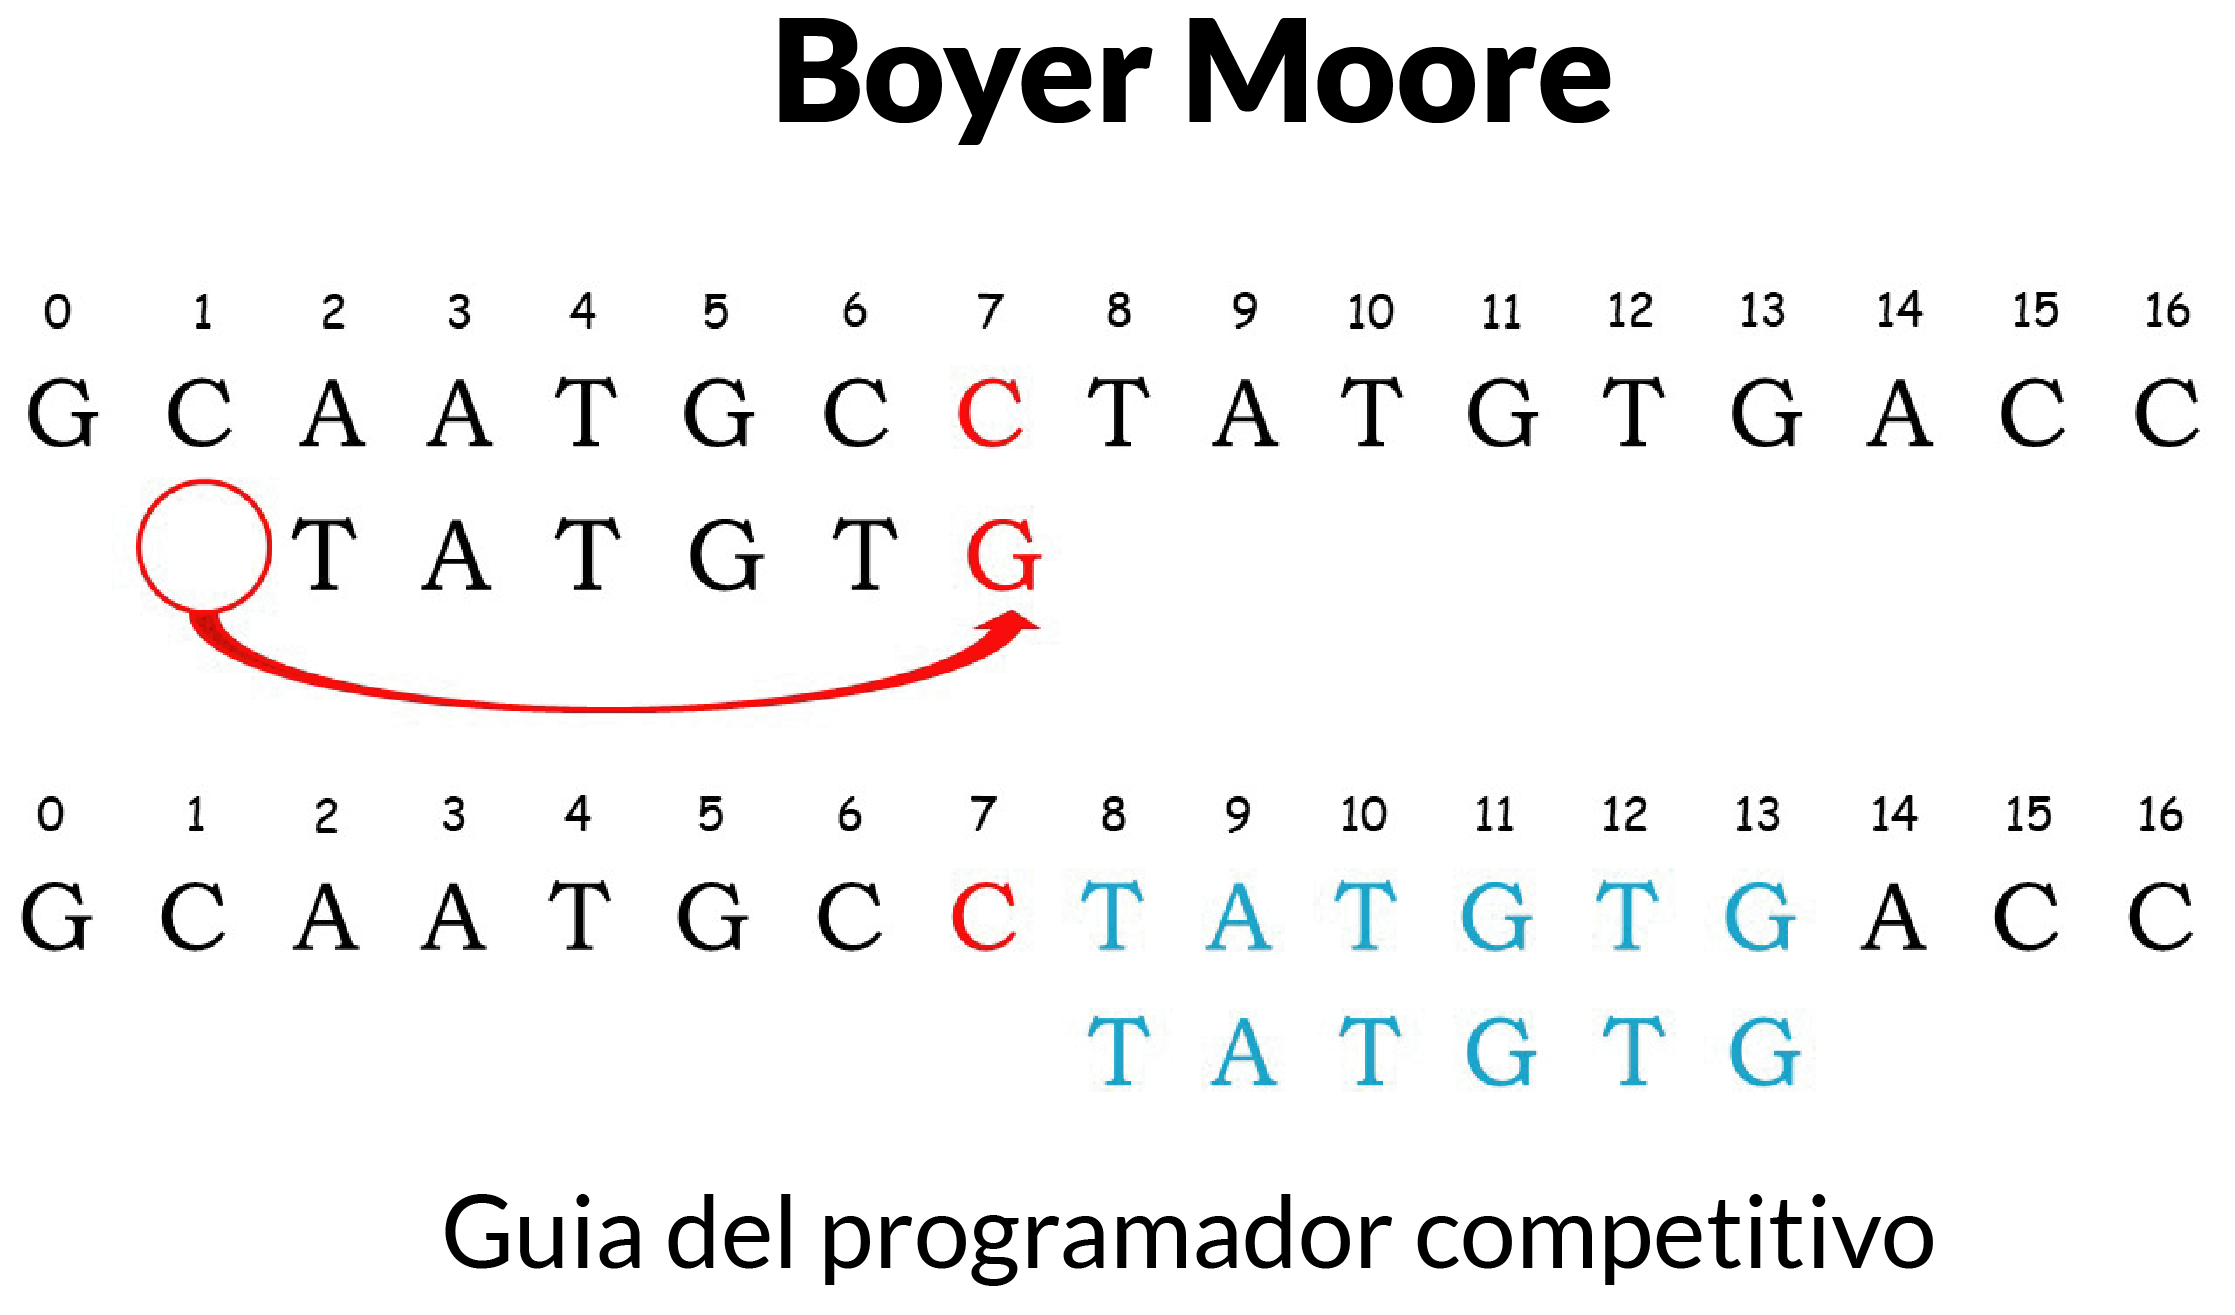 Boyer Moore
0 1 2 3 4 5 6 7 8 9 10 11 12 13 14 15 16
G C A A T G C C T A T G T G A C C
T A T G T G
0 1 2 3 4 5 6 7 8 9 10 11 12 13 14 15 16
G C A A T G C C T A T G T G A C C
T A T G T G
Guia del programador competitivo